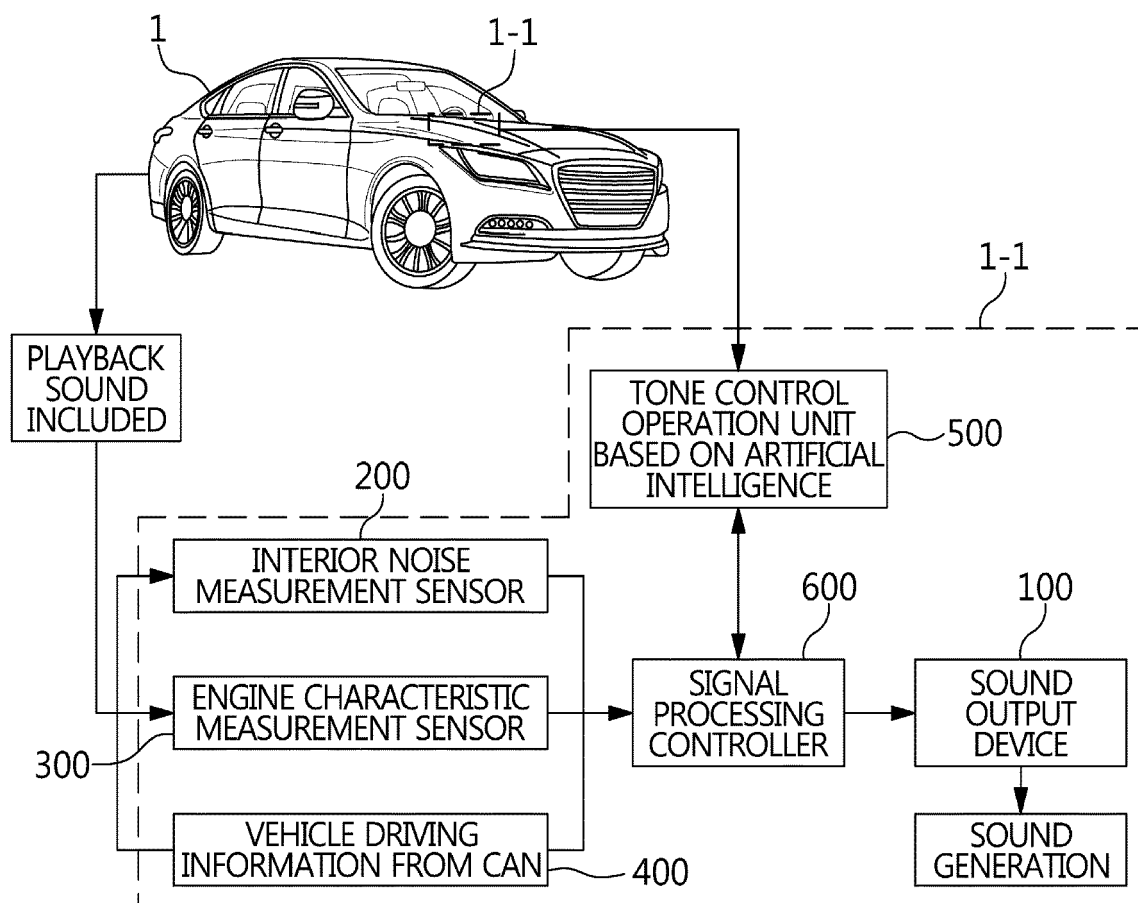 1
1-1
1-1
PLAYBACK
SOUND
INCLUDED
TONE CONTROL
OPERATION UNIT
BASED ON ARTIFICIAL
INTELLIGENCE
500
200
INTERIOR NOISE
MEASUREMENT SENSOR
600
100
ENGINE CHARACTERISTIC
MEASUREMENT SENSOR
300
SIGNAL
PROCESSING
CONTROLLER
SOUND
OUTPUT
DEVICE
VEHICLE DRIVING
INFORMATION FROM CAN
400
SOUND
GENERATION